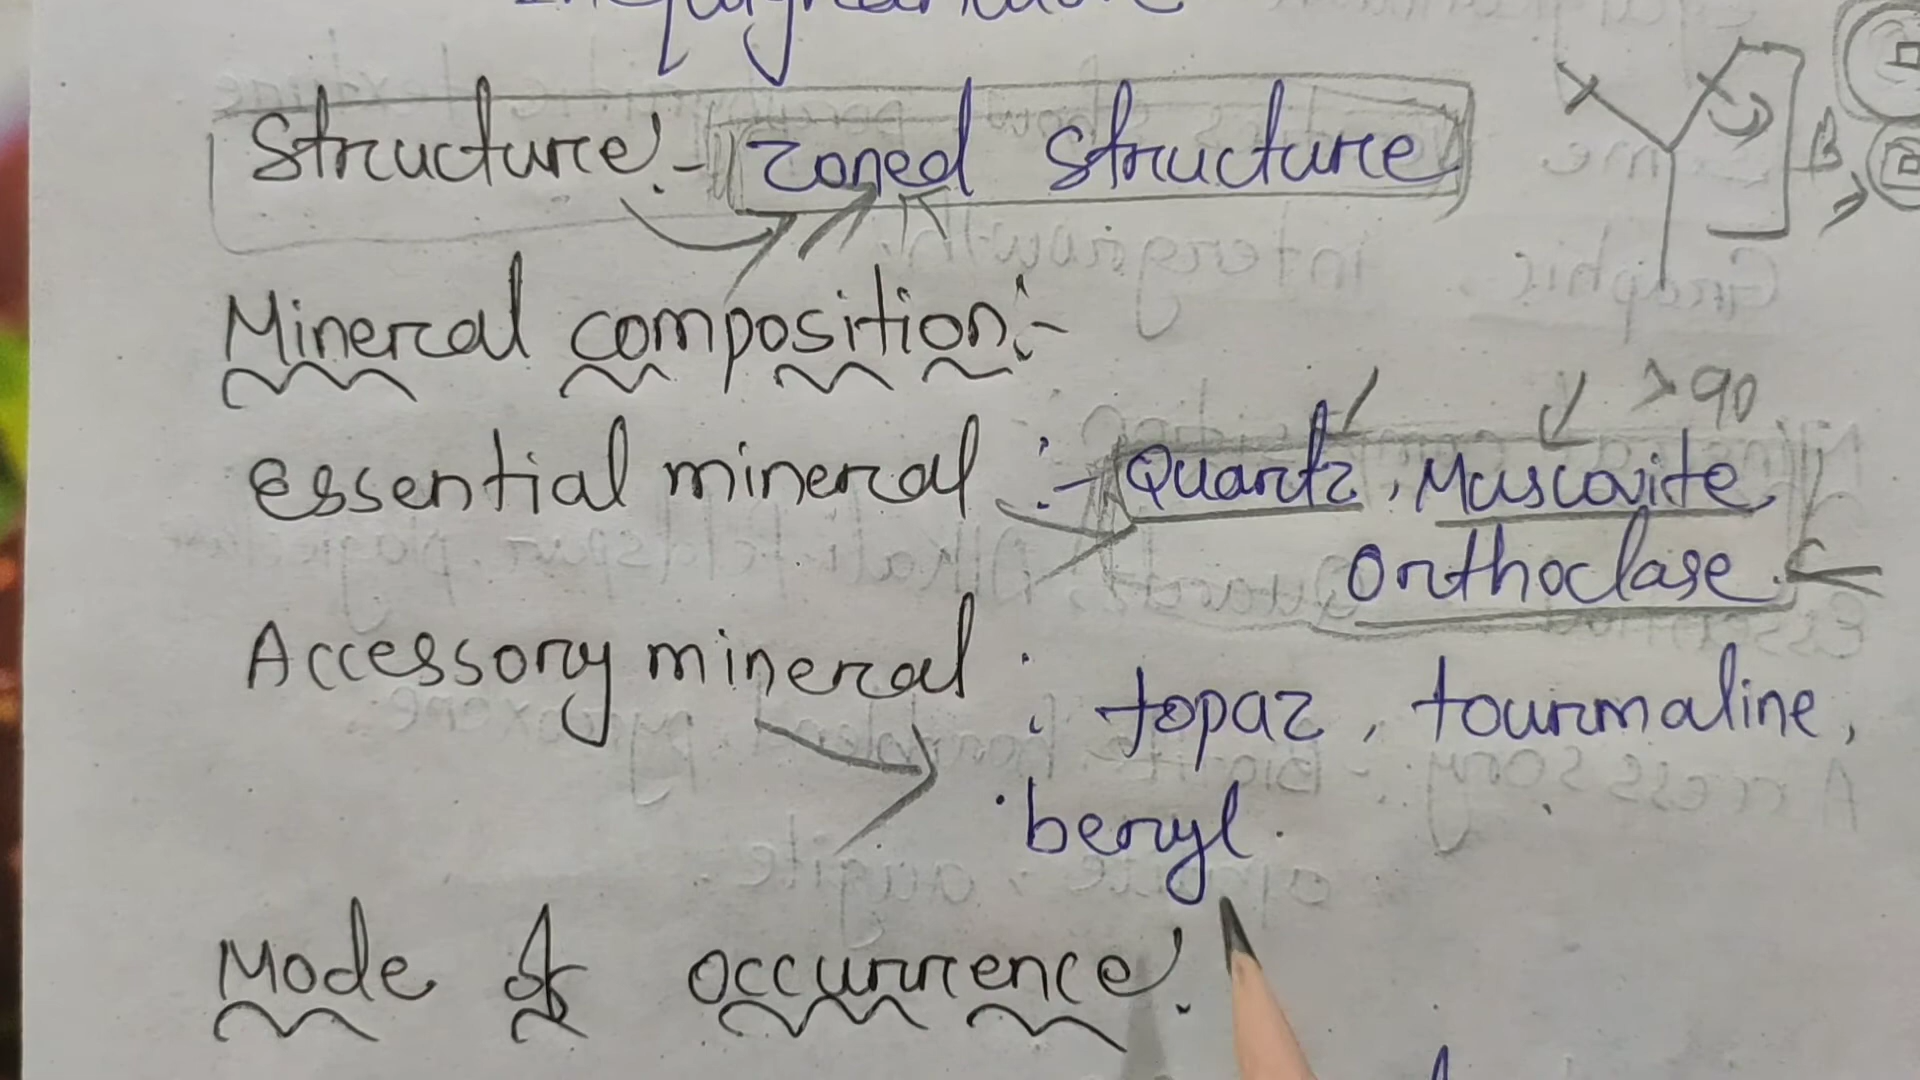 Structure:- Zoned structure
Mineral composition:-
> 90
Essential mineral :- Quartz, Muscovite
Orthoclase.
Accessory mineral : topaz, tourmaline,
beryl.
Mode of occurrence:
B